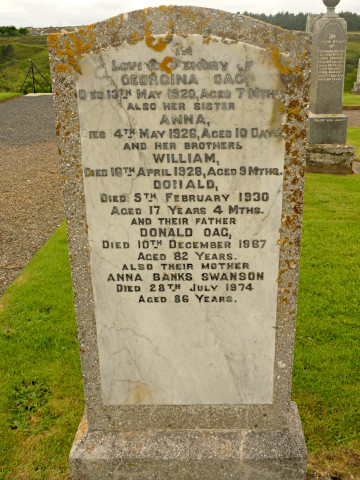 IN
LOVING MEMORY OF
GEORGINA OAG,
DIED 13TH MAY 1920, AGED 7 MTHS.
ALSO HER SISTER
ANNA,
DIED 4TH MAY 1926, AGED 10 DAYS
AND HER BROTHERS
WILLIAM,
DIED 16TH APRIL 1928, AGED 9 MTHS.
DONALD,
DIED 5TH FEBRUARY 1930
AGED 17 YEARS 4 MTHS.
AND THEIR FATHER
DONALD OAG,
DIED 10TH DECEMBER 1967
AGED 82 YEARS.
ALSO THEIR MOTHER
ANNA BANKS SWANSON
DIED 28TH JULY 1974
AGED 86 YEARS.